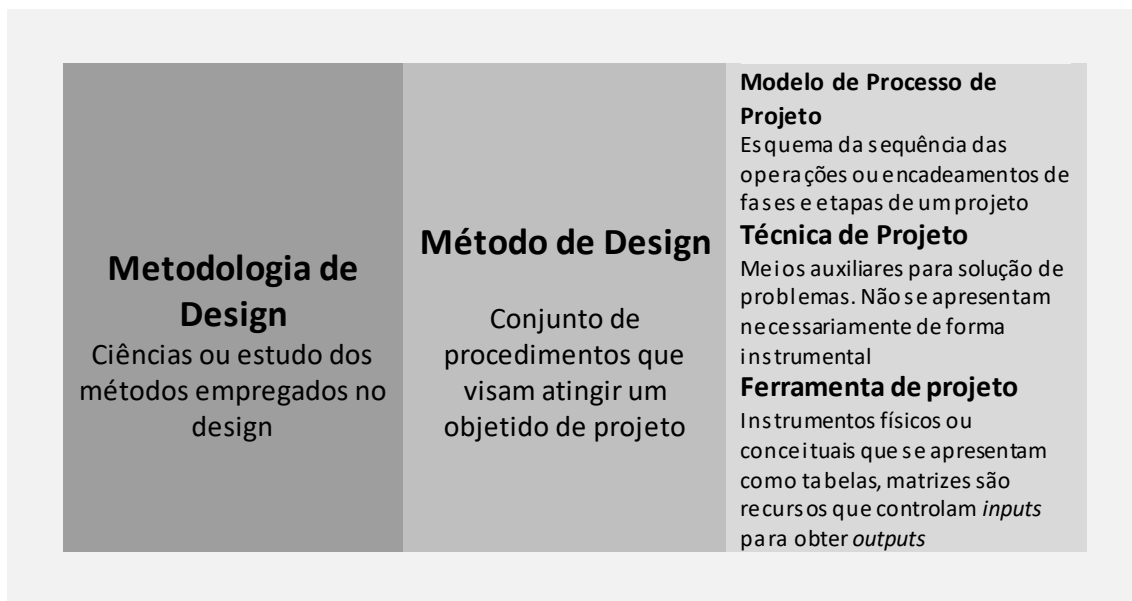 Metodologia de
Design
Ciências ou estudo dos
métodos empregados no
design
Método de Design
Conjunto de
procedimentos que
visam atingir um
objetido de projeto
Modelo de Processo de
Projeto
Esquema da sequência das
operações ou encadeamentos de
fases e etapas de um projeto
Técnica de Projeto
Meios auxiliares para solução de
problemas. Não se apresentam
necessariamente de forma
instrumental
Ferramenta de projeto
Instrumentos físicos ou
conceituais que se apresentam
como tabelas, matrizes são
recursos que controlam inputs
para obter outputs